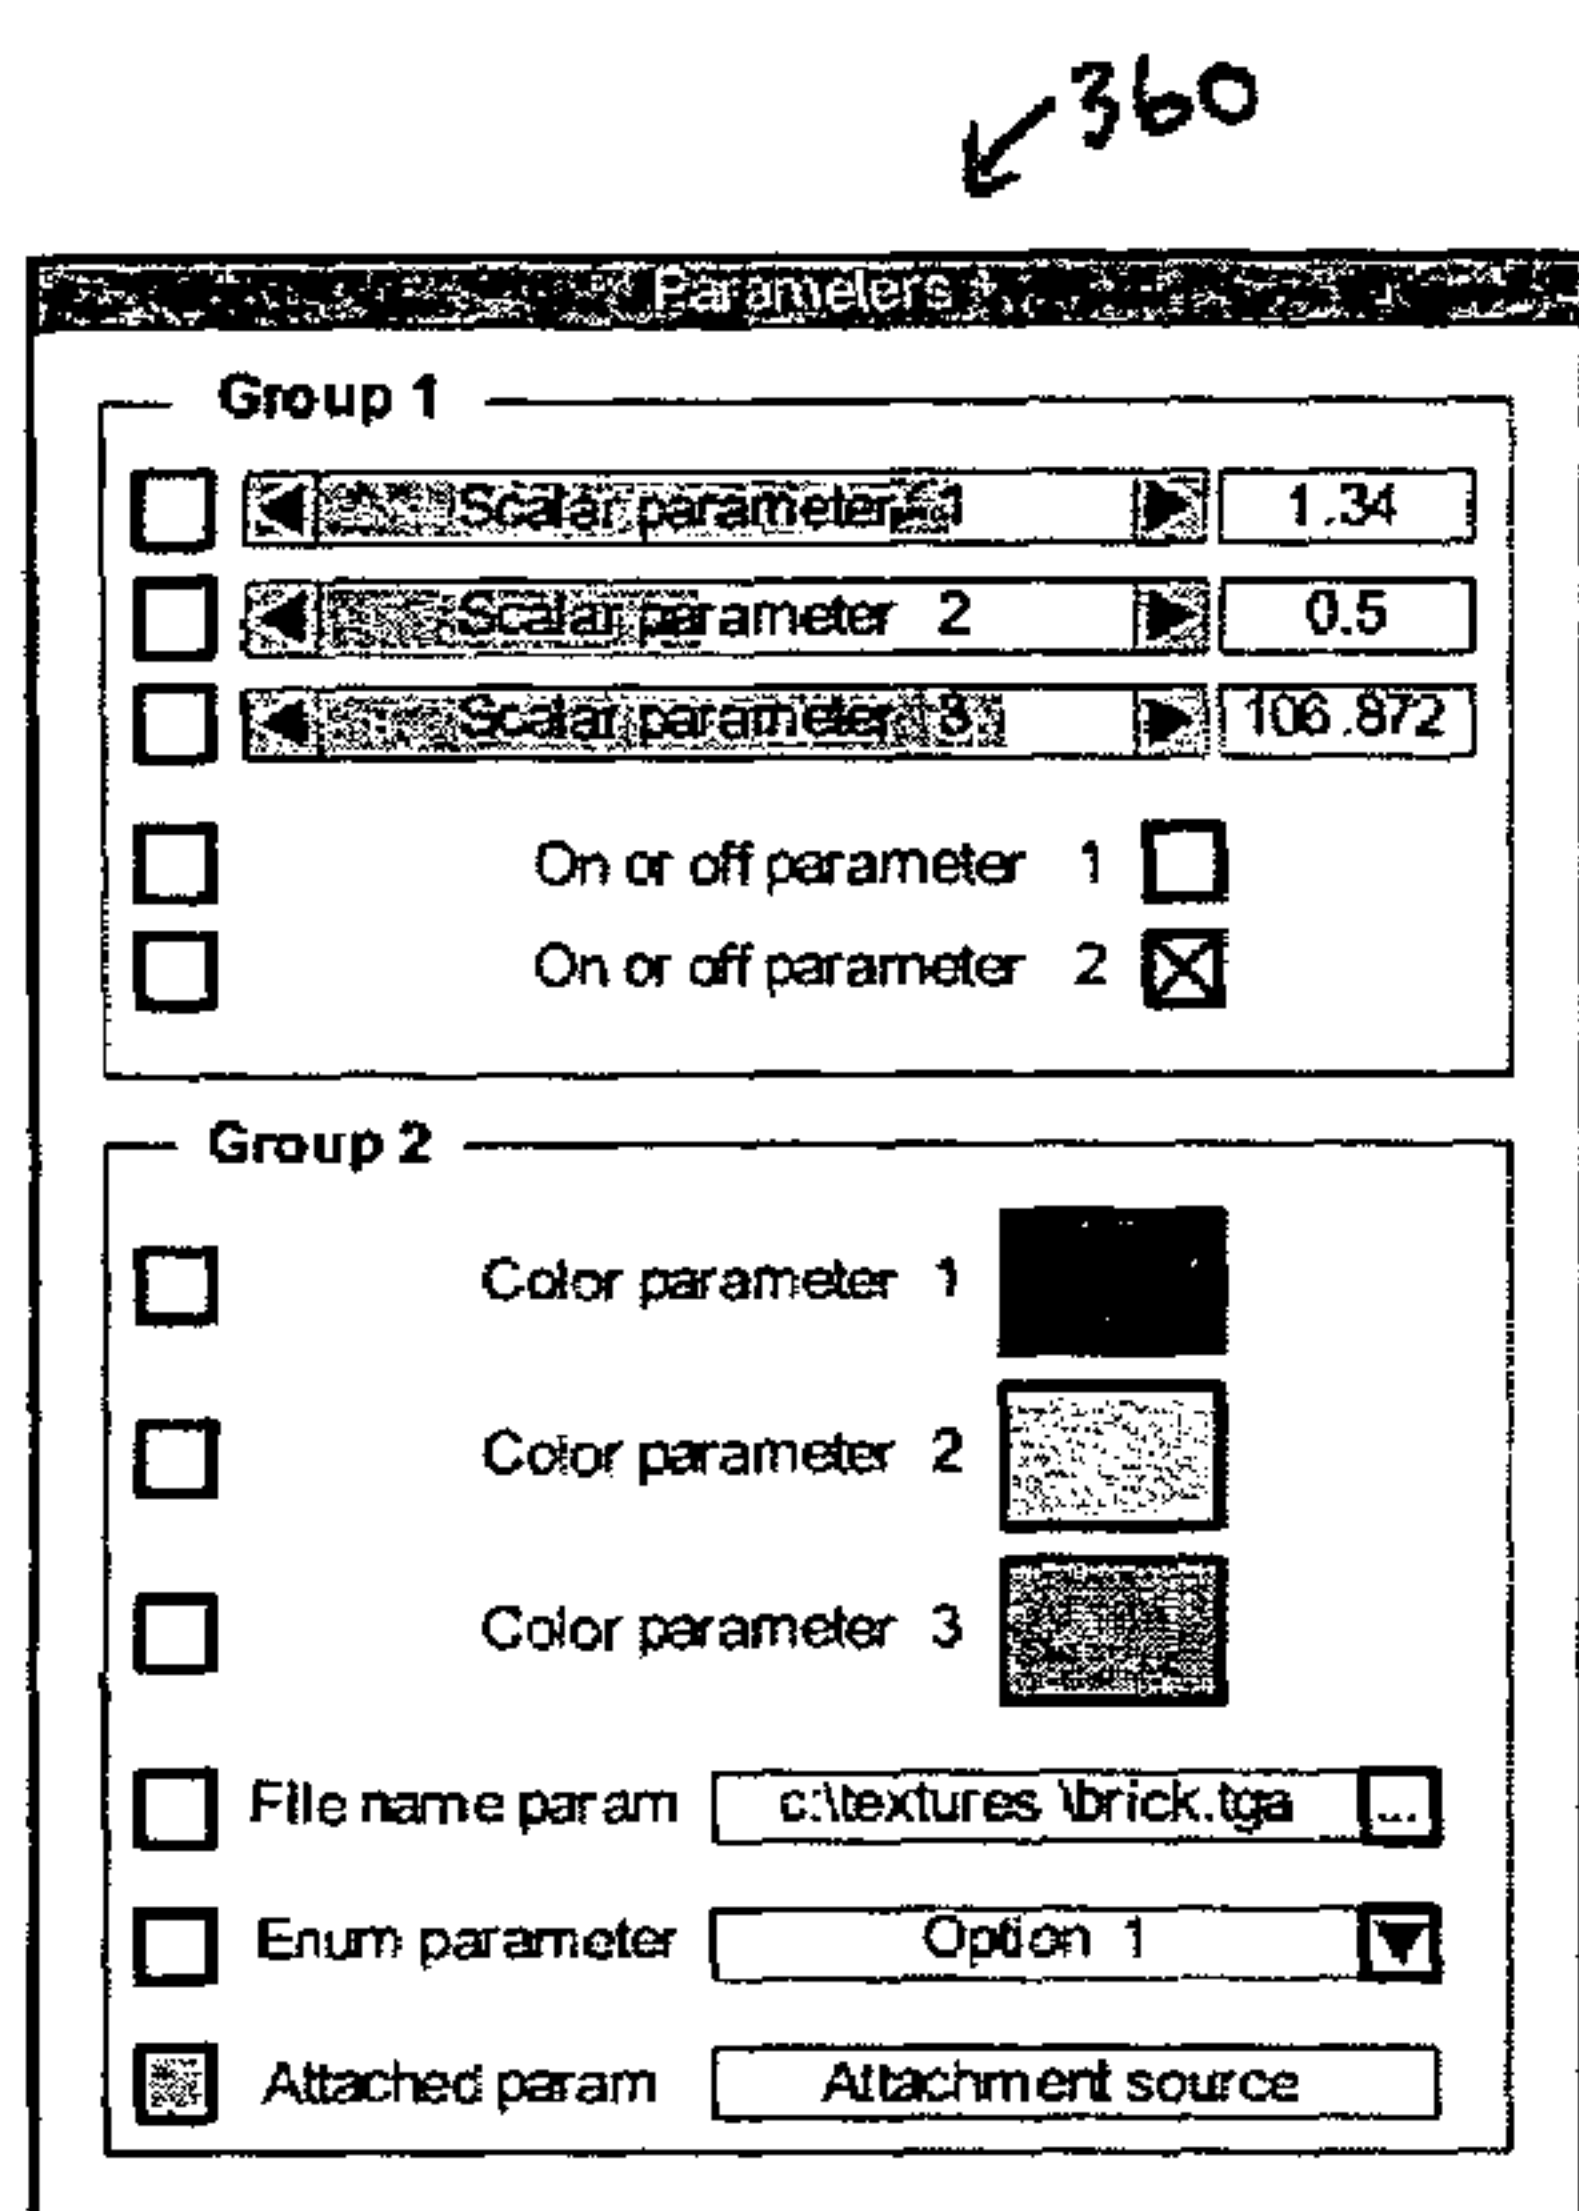 360
Parameters
Group 1
Scalar parameter 1 1.34
Scalar parameter 2 0.5
Scalar parameter 3 106.872
On or off parameter 1
On or off parameter 2
Group 2
Color parameter 1
Color parameter 2
Color parameter 3
File name param c:\textures \brick.tga ...
Enum parameter Option 1
Attached param Attachment source